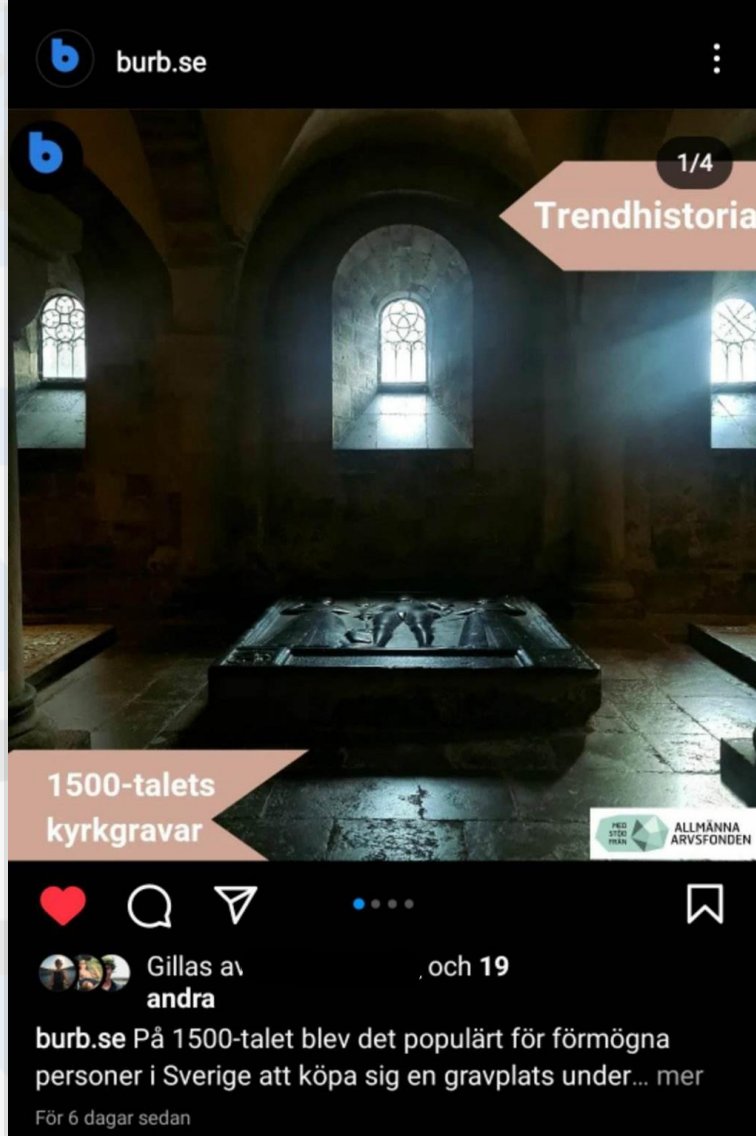 burb.se
1/4
Trendhistoria
MED
STÖD
FRÅN
ALLMÄNNA
ARVSFONDEN
1500-talets
kyrkgravar
Gillas av , och 19
andra
burb.se På 1500-talet blev det populärt för förmögna
personer i Sverige att köpa sig en gravplats under... mer
För 6 dagar sedan